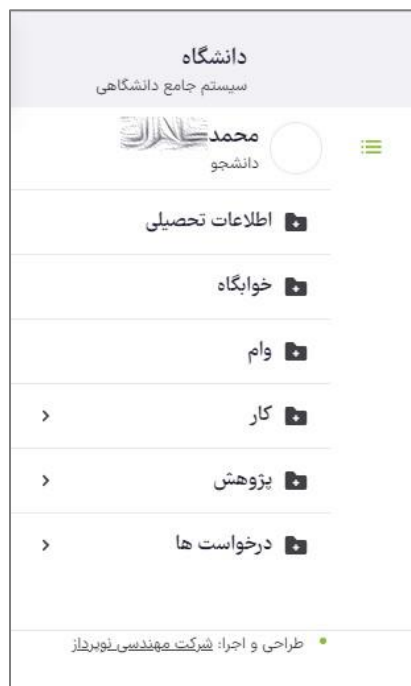 دانشگاه
سیستم جامع دانشگاهی
محمد
دانشجو
اطلاعات تحصیلی
خوابگاه
وام
کار
پژوهش
درخواست ها
طراحی و اجرا: شرکت مهندسی نوپرداز